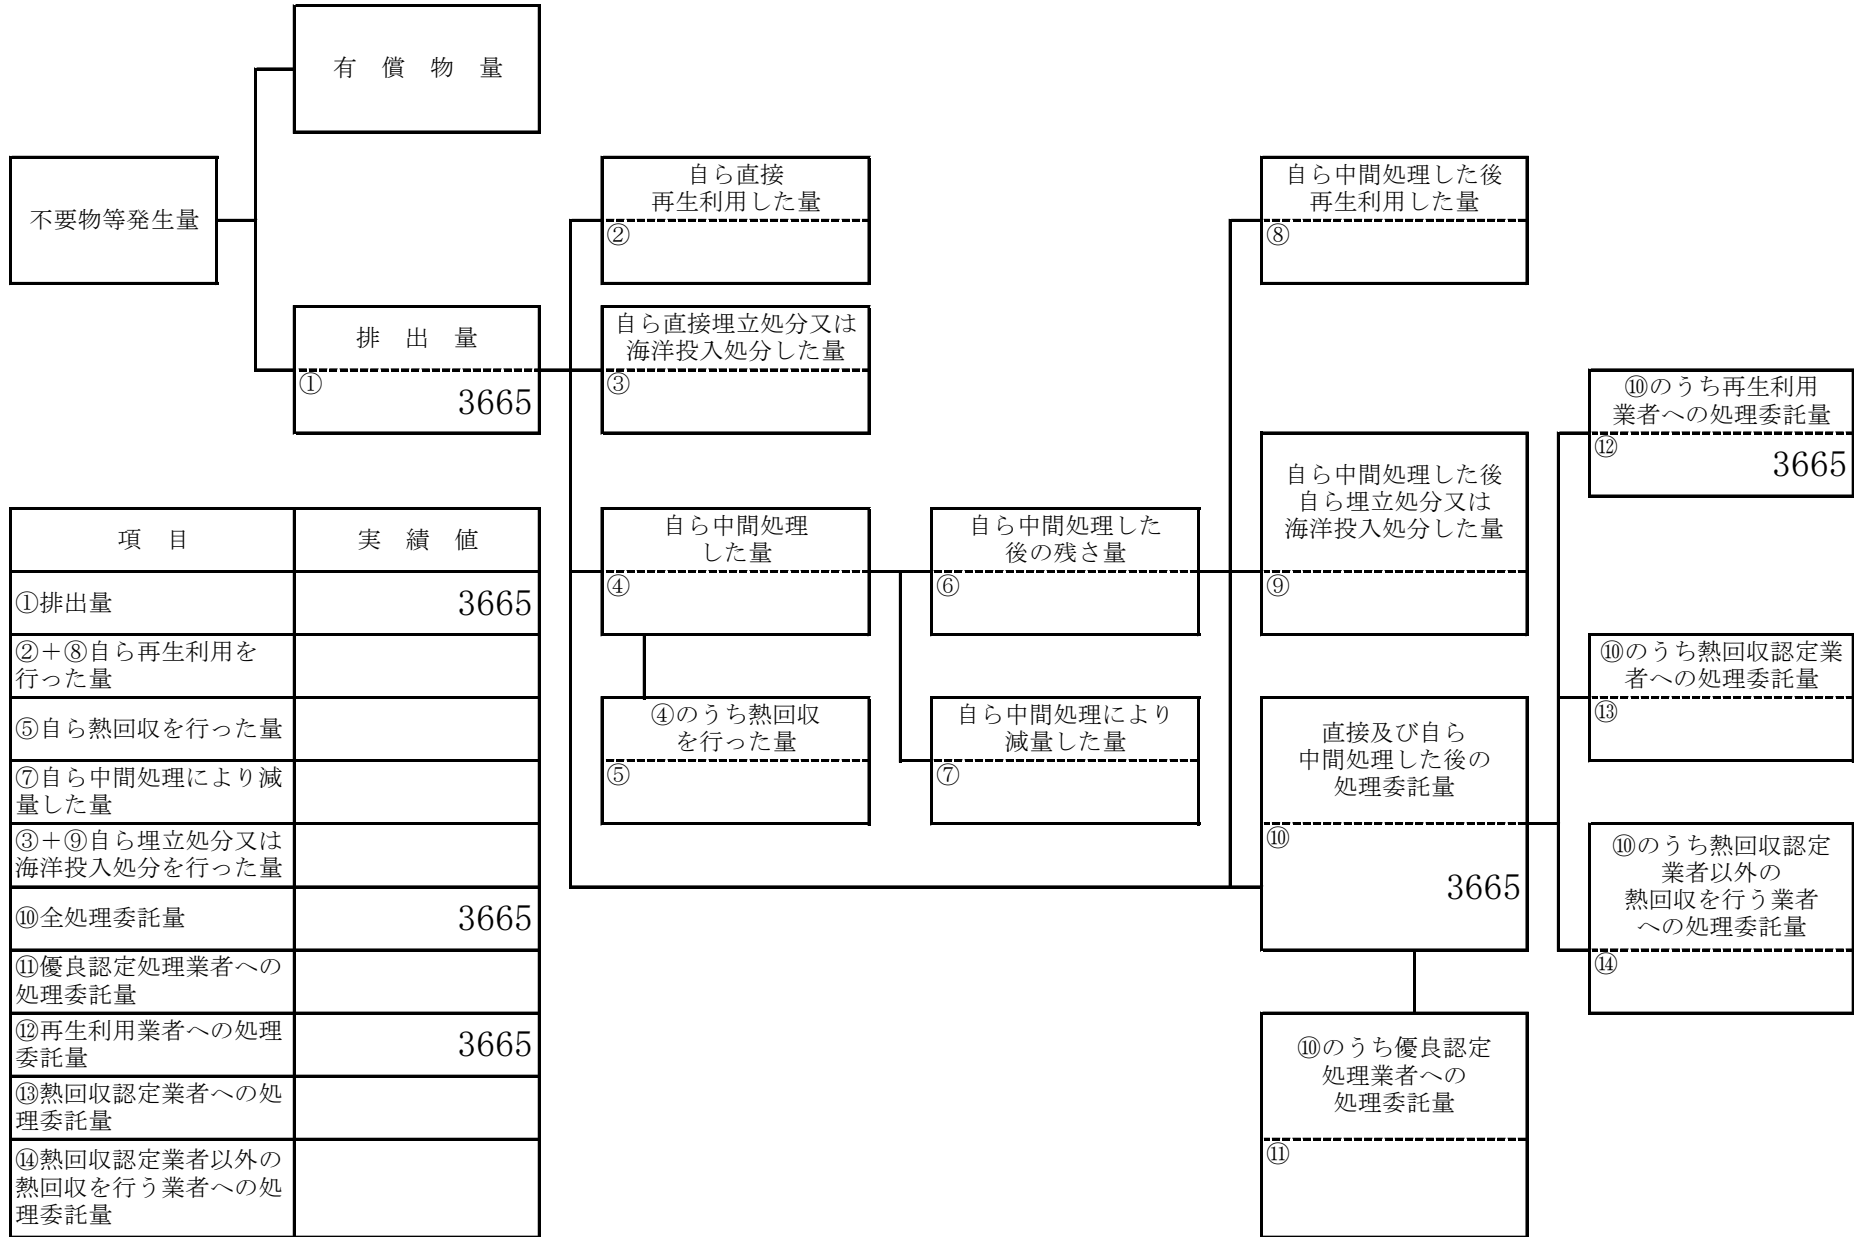 有 償 物 量
不要物等発生量
排 出 量
①
3665
自ら直接
再生利用した量
②
自ら直接埋立処分又は
海洋投入処分した量
③
自ら中間処理
した量
④
④のうち熱回収
を行った量
⑤
自ら中間処理した
後の残さ量
⑥
自ら中間処理により
減量した量
⑦
自ら中間処理した後
再生利用した量
⑧
自ら中間処理した後
自ら埋立処分又は
海洋投入処分した量
⑨
直接及び自ら
中間処理した後の
処理委託量
⑩
3665
⑩のうち優良認定
処理業者への
処理委託量
⑪
⑩のうち再生利用
業者への処理委託量
⑫
3665
⑩のうち熱回収認定業
者への処理委託量
⑬
⑩のうち熱回収認定
業者以外の
熱回収を行う業者
への処理委託量
⑭
項 目
実 績 値
①排出量
3665
②+⑧自ら再生利用を
行った量
⑤自ら熱回収を行った量
⑦自ら中間処理により減
量した量
③+⑨自ら埋立処分又は
海洋投入処分を行った量
⑩全処理委託量
3665
⑪優良認定処理業者への
処理委託量
⑫再生利用業者への処理
委託量
3665
⑬熱回収認定業者への処
理委託量
⑭熱回収認定業者以外の
熱回収を行う業者への処
理委託量